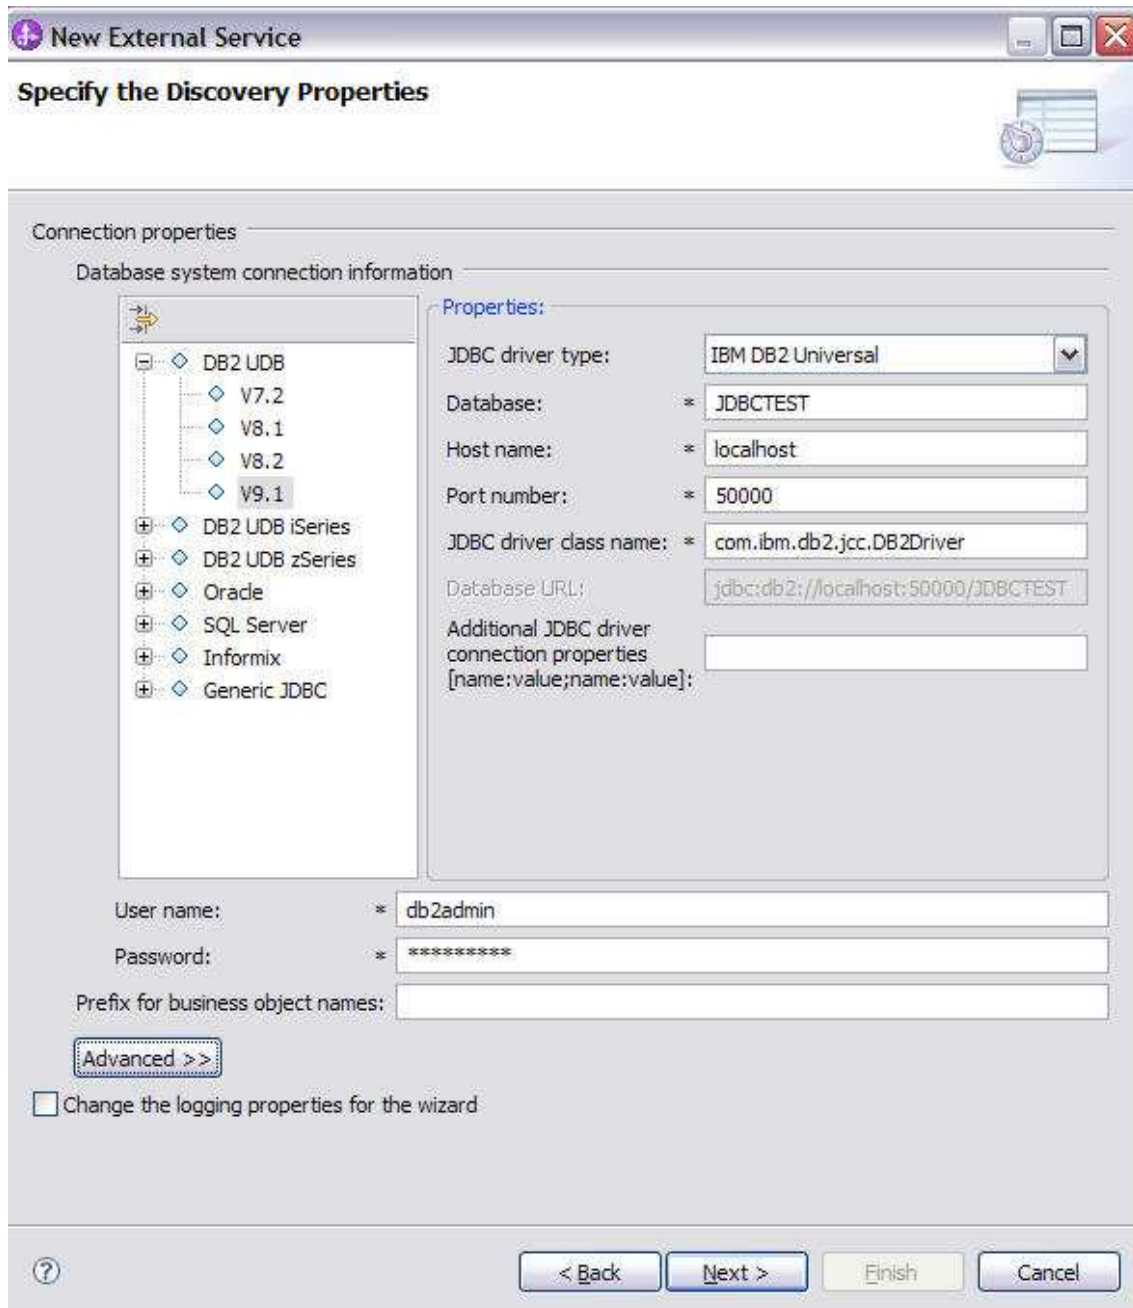 New External Service
Specify the Discovery Properties
Connection properties
Database system connection information
DB2 UDB
V7.2
V8.1
V8.2
V9.1
DB2 UDB iSeries
DB2 UDB zSeries
Oracle
SQL Server
Informix
Generic JDBC
Properties:
JDBC driver type: IBM DB2 Universal
Database: * JDBCTEST
Host name: * localhost
Port number: * 50000
JDBC driver class name: * com.ibm.db2.jcc.DB2Driver
Database URL: jdbc:db2://localhost:50000/JDBCTEST
Additional JDBC driver
connection properties
[name:value;name:value]:
User name: * db2admin
Password: * *********
Prefix for business object names:
Advanced >>
Change the logging properties for the wizard
? < Back Next > Finish Cancel